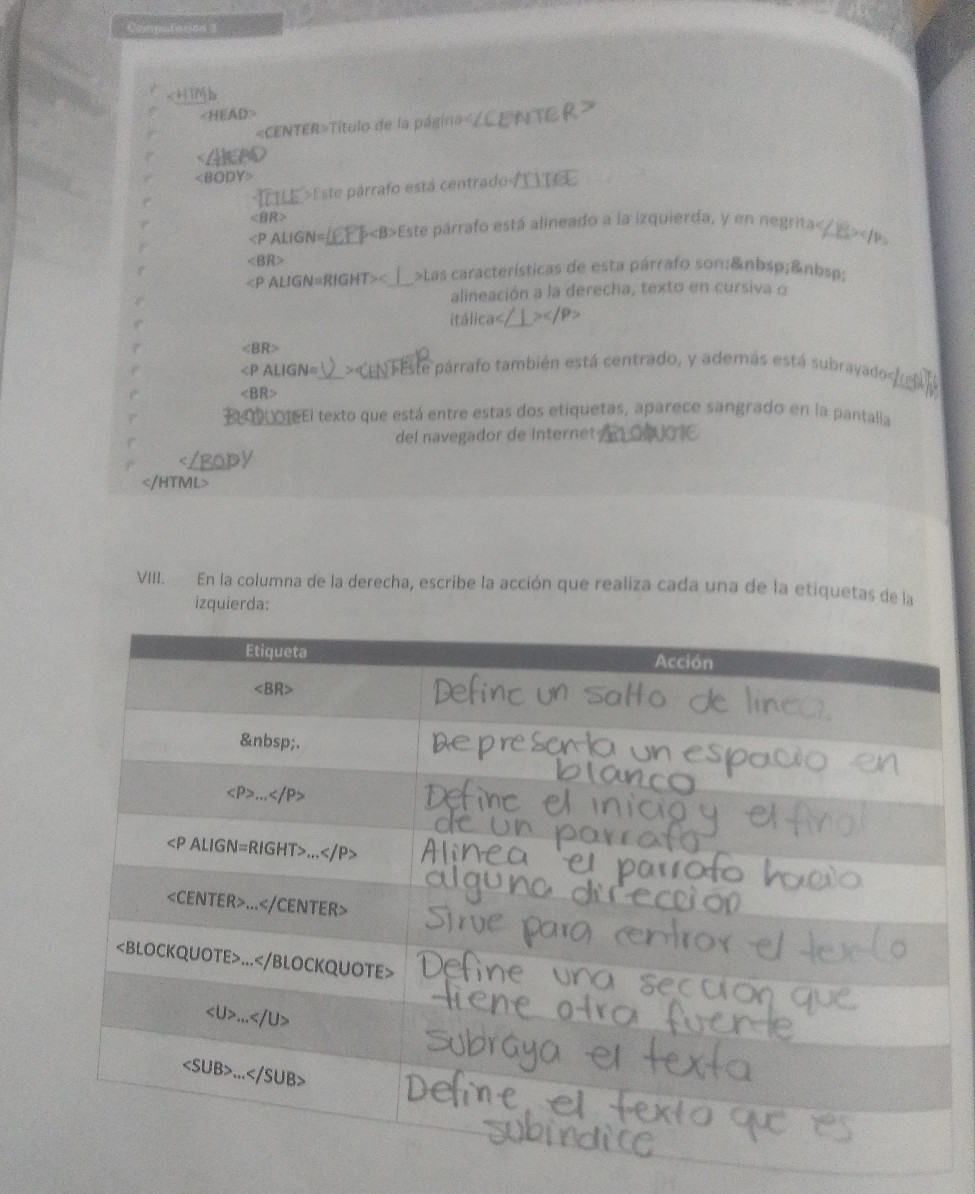 Computación 3
<HTML
<HEAD>
<CENTER>Título de la página</CENTER>
</HEAD
<BODY>
TITLE>Este párrafo está centrado</TITLE
<BR>
<P ALIGN=LEFT><B>Este párrafo está alineado a la izquierda, y en negrita</B></P>
<BR>
<P ALIGN=RIGHT><I>Las características de esta párrafo son:&nbsp;&nbsp;
alineación a la derecha, texto en cursiva o
itálica</I></P>
<BR>
<P ALIGN=U><CENTER párrafo también está centrado, y además está subrayado
<BR>
El texto que está entre estas dos etiquetas, aparece sangrado en la pantalla
del navegador de Internet
</BODY
</HTML>
VIII. En la columna de la derecha, escribe la acción que realiza cada una de la etiquetas de la
izquierda:
Etiqueta Acción
<BR> Define un salto de linea.
&nbsp;. Representa un espacio en
blanco
<P>...</P> Define el inicio y el final
de un parrafo
<P ALIGN=RIGHT>...</P> Alinea el parrafo hacia
alguna direccion
<CENTER>...</CENTER> Sirve para centrar el texto
<BLOCKQUOTE>...</BLOCKQUOTE> Define una seccion que
tiene otra fuente
<U>...</U> subraya el texta
<SUB>...</SUB> Define el texto que es
subindice